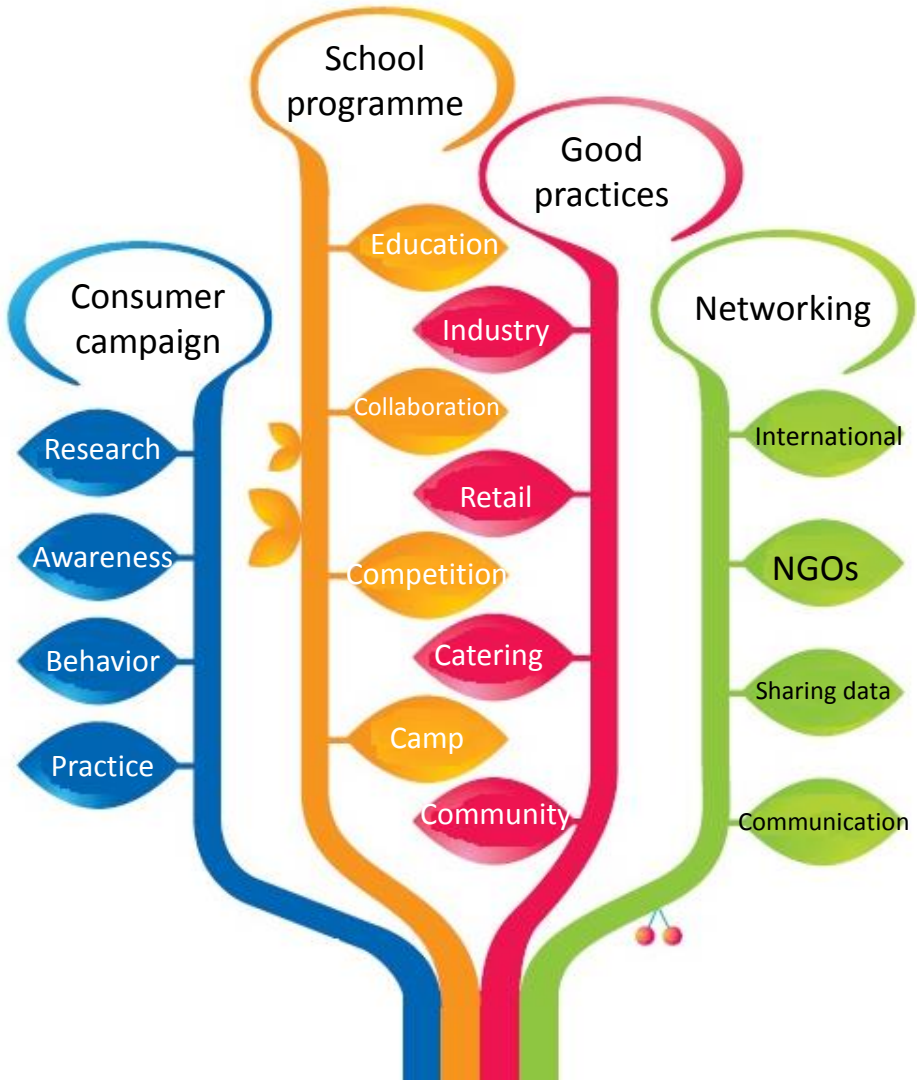 Consumer
campaign
Research
Awareness
Behavior
Practice
School
programme
Education
Collaboration
Competition
Camp
Good
practices
Industry
Retail
Catering
Community
Networking
International
NGOs
Sharing data
Communication